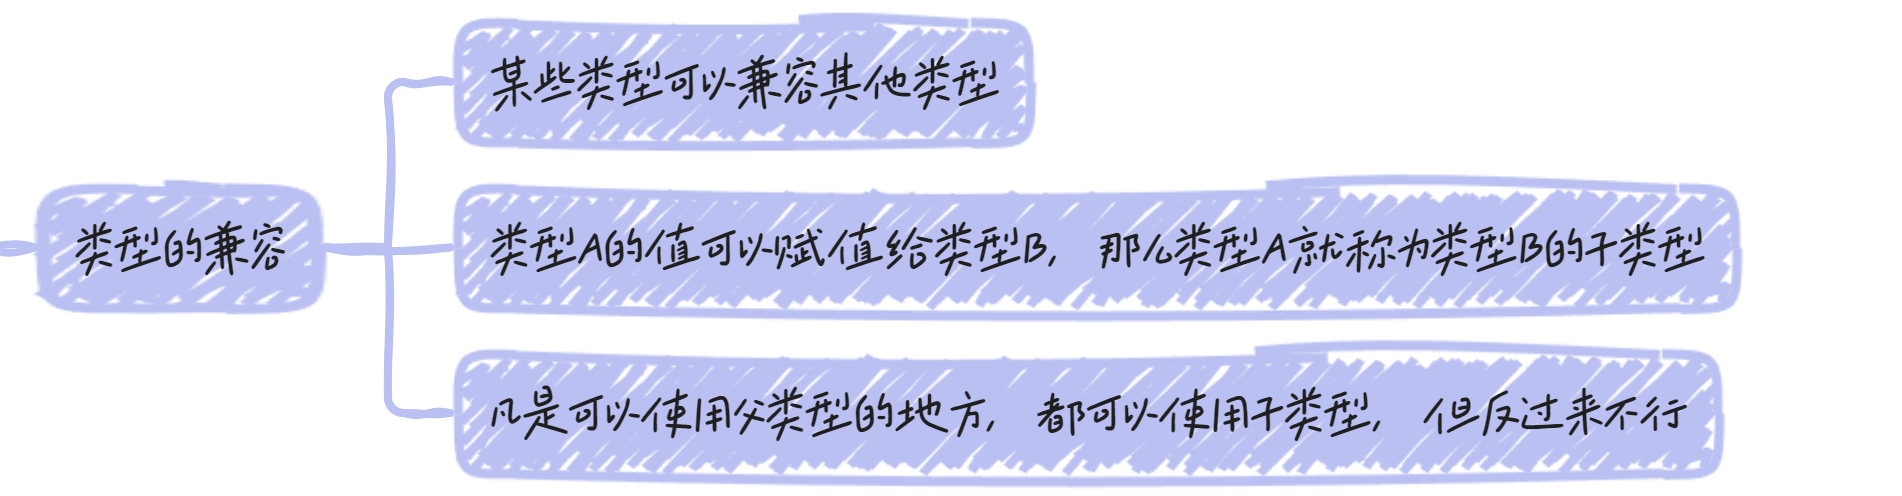 类型的兼容
某些类型可以兼容其他类型
类型A的值可以赋值给类型B, 那么类型A就称为类型B的子类型
凡是可以使用父类型的地方, 都可以使用子类型, 但反过来不行